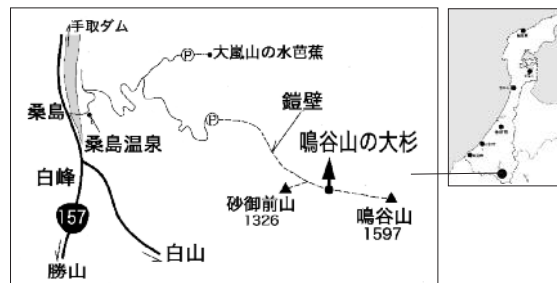 手取ダム
Ⓟ
大嵐山の水芭蕉
桑島
桑島温泉
Ⓟ
鎧壁
鳴谷山の大杉
白峰
砂御前山
1326
鳴谷山
1597
157
白山
勝山